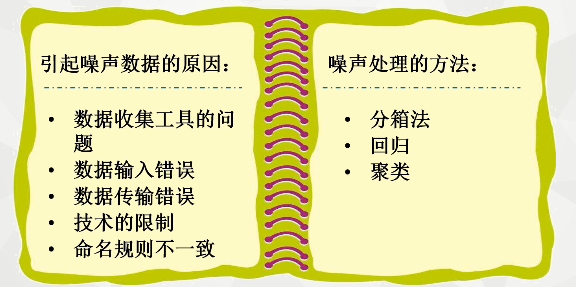 引起噪声数据的原因：
• 数据收集工具的问
题
• 数据输入错误
• 数据传输错误
• 技术的限制
• 命名规则不一致
噪声处理的方法：
• 分箱法
• 回归
• 聚类